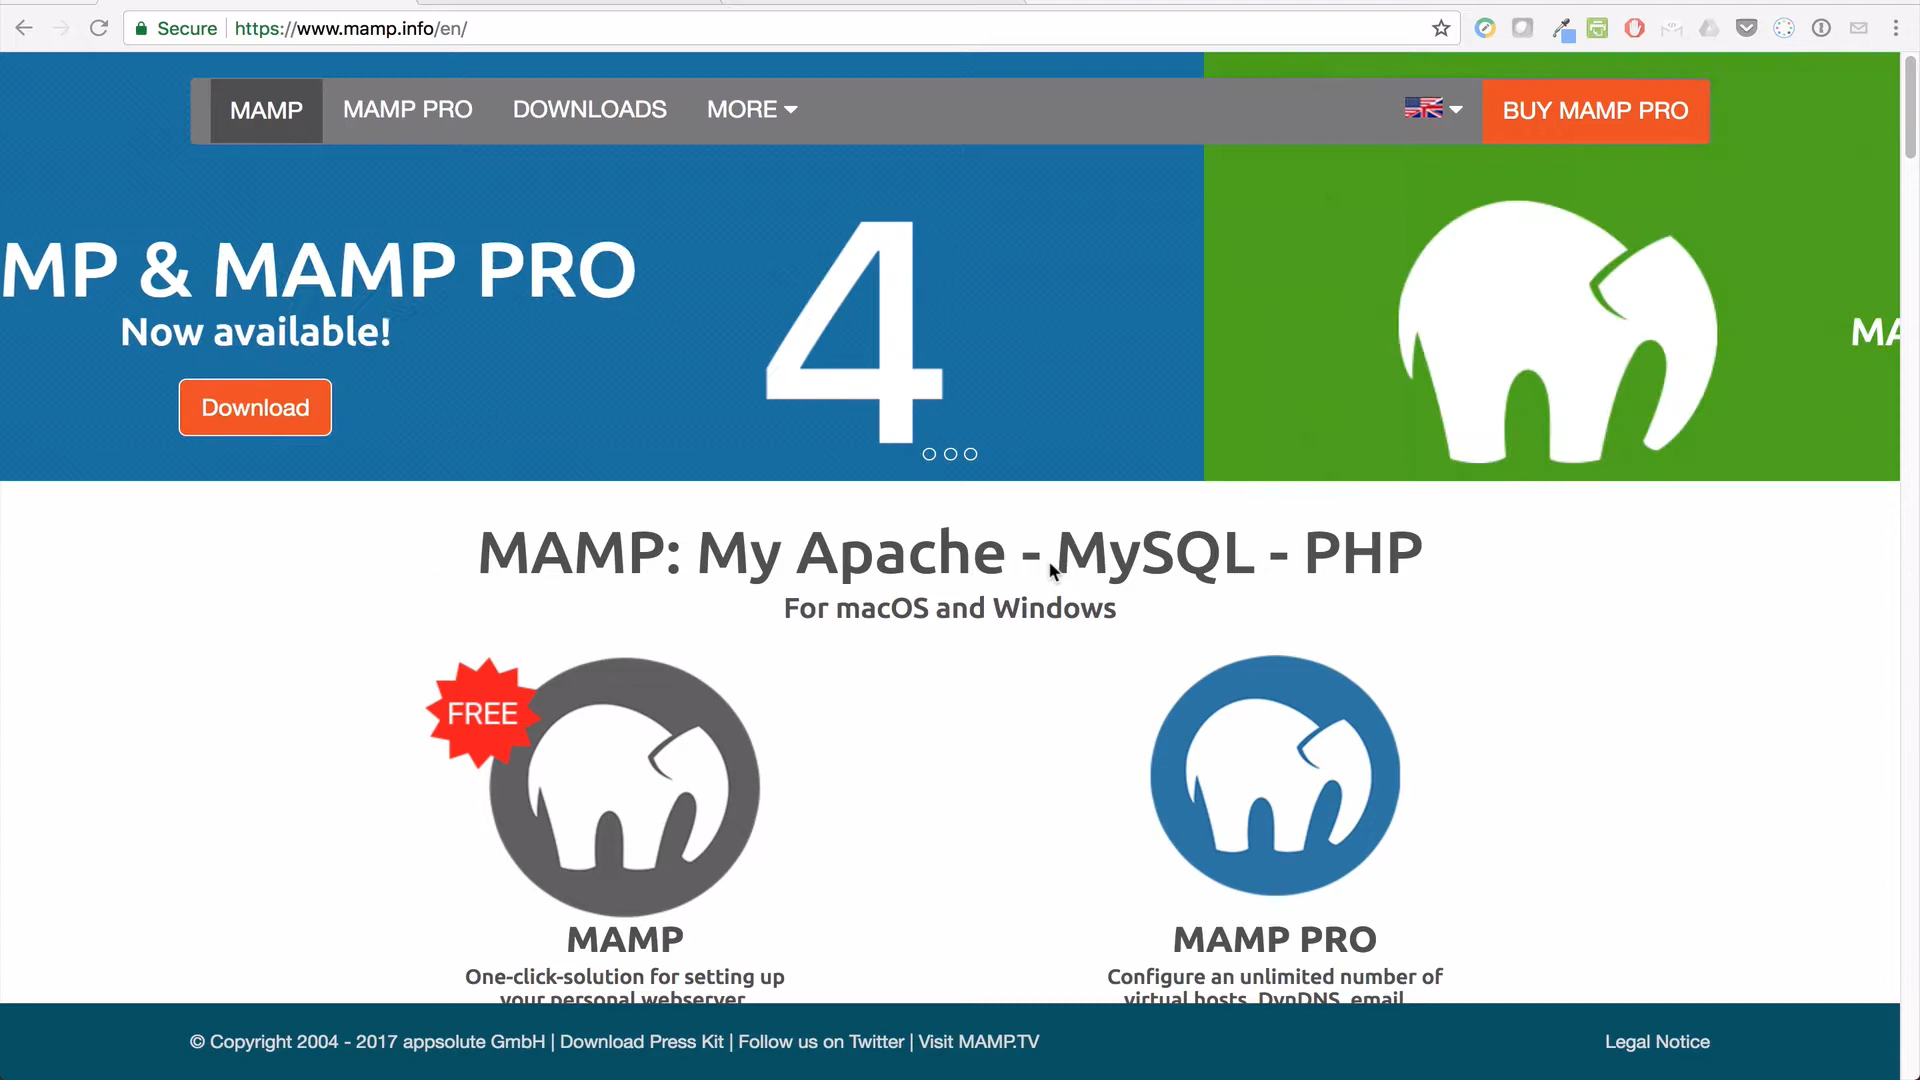 Secure https://www.mamp.info/en/
MAMP MAMP PRO DOWNLOADS MORE BUY MAMP PRO
MP & MAMP PRO
Now available!
Download
4
MA
MAMP: My Apache - MySQL - PHP
For macOS and Windows
FREE
MAMP
One-click-solution for setting up
your personal webserver.
MAMP PRO
Configure an unlimited number of
virtual hosts, DynDNS, email
© Copyright 2004 - 2017 appsolute GmbH | Download Press Kit | Follow us on Twitter | Visit MAMP.TV
Legal Notice